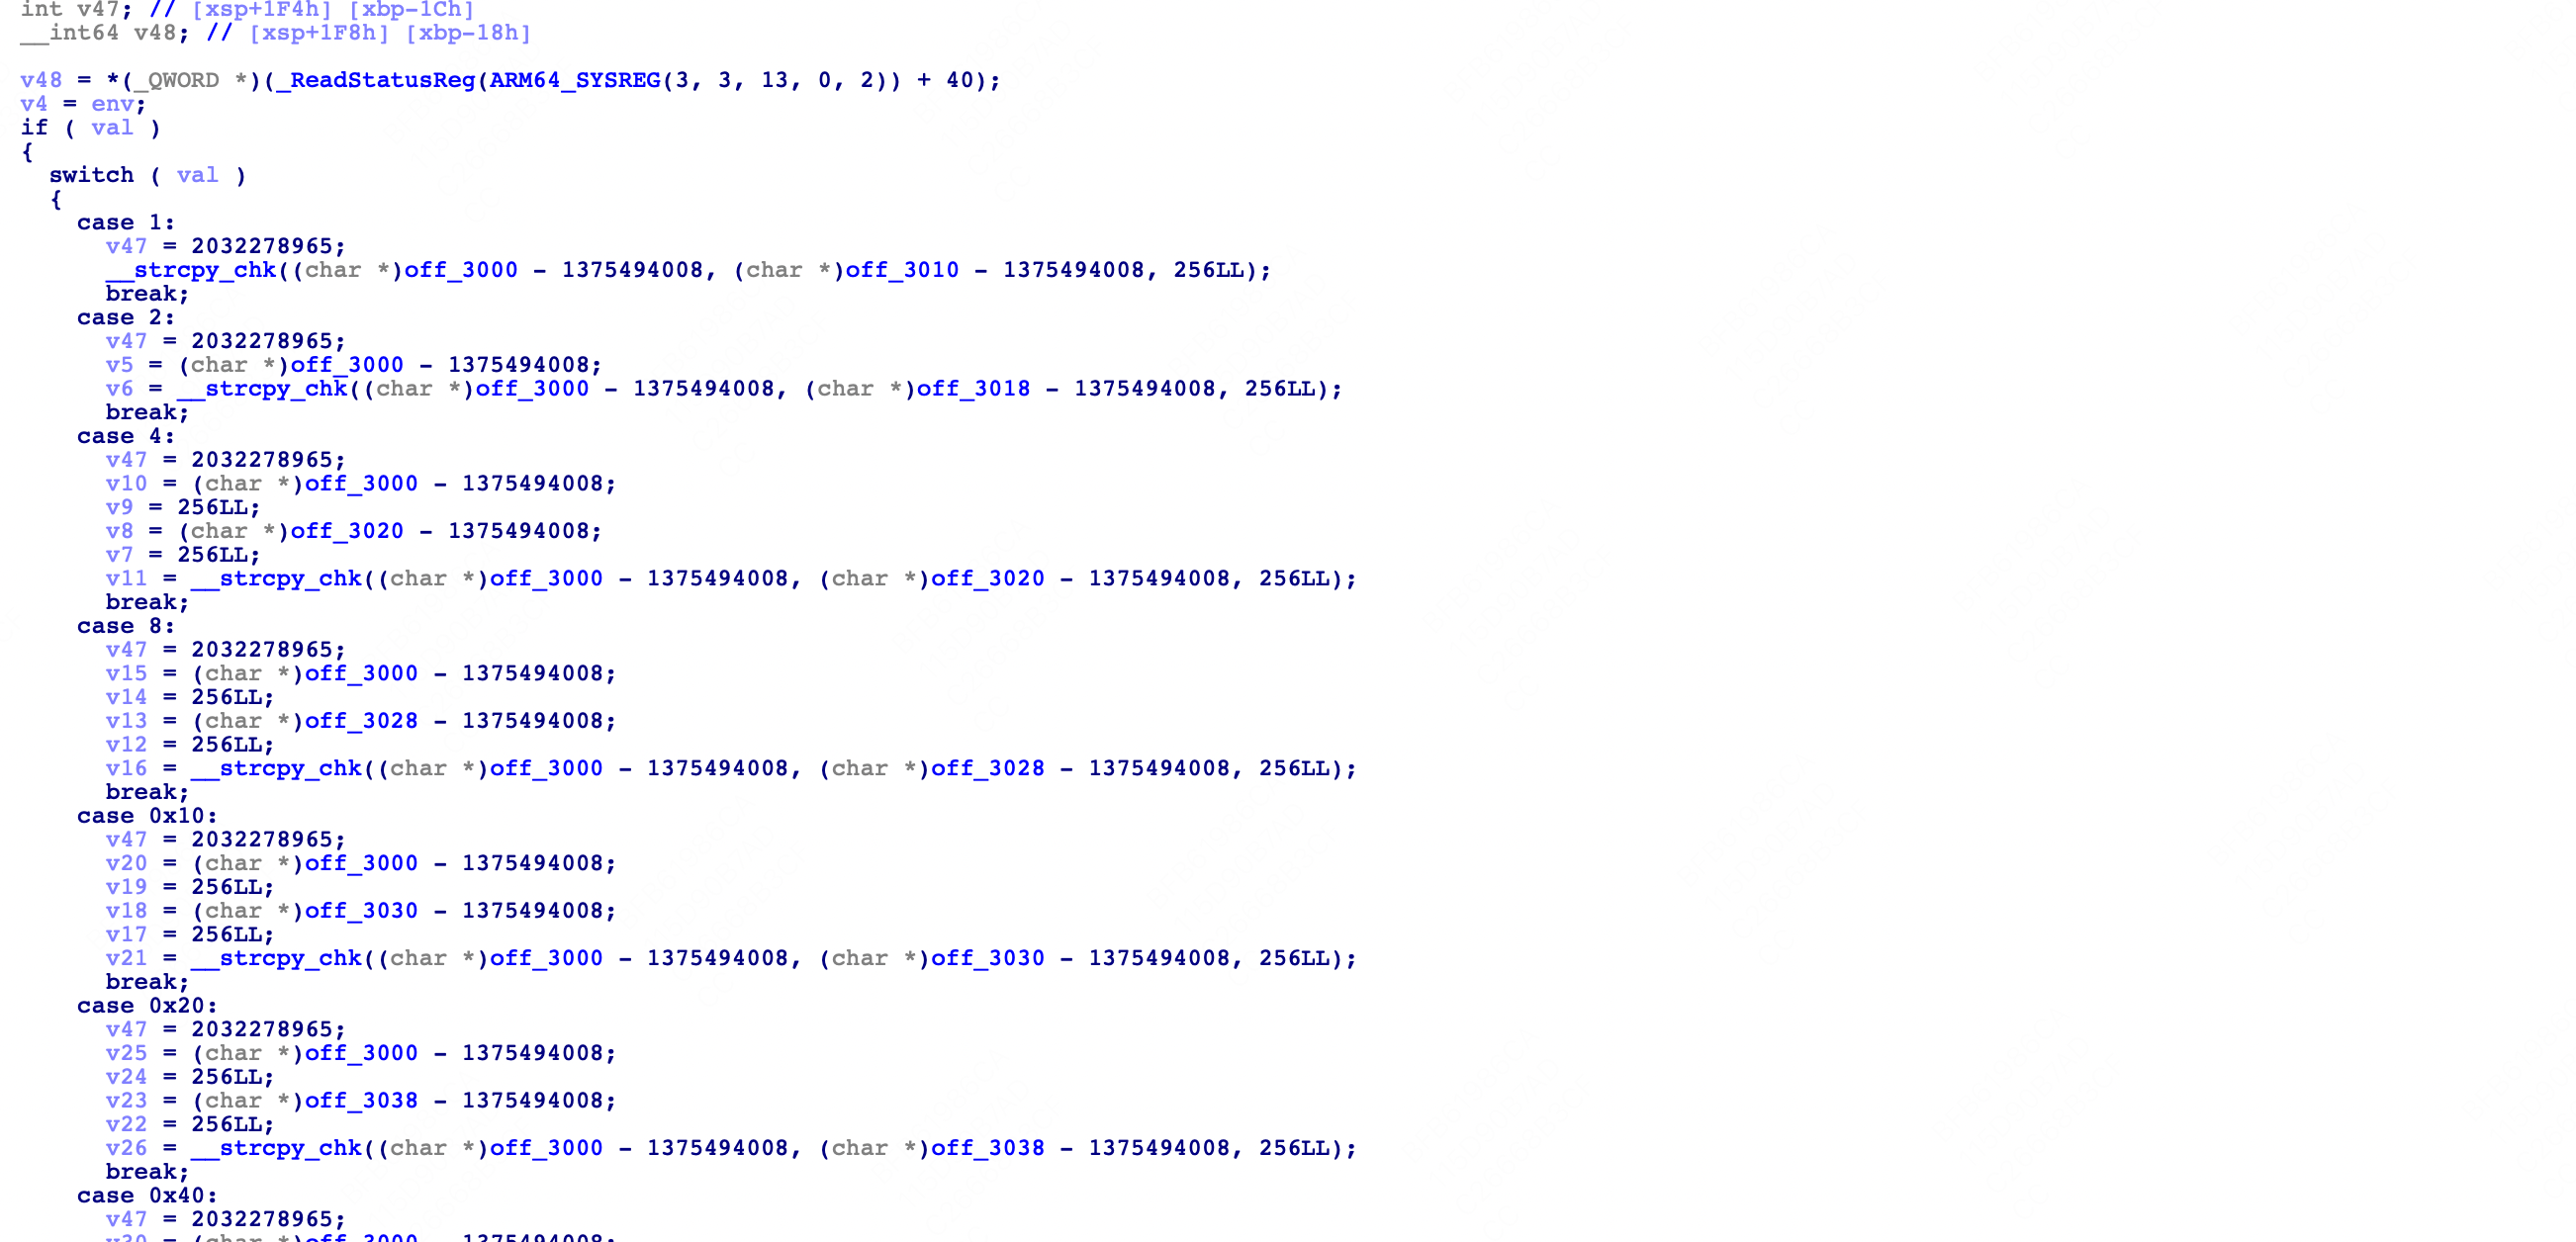 int v47; // [xsp+1F4h] [xbp-1Ch]
__int64 v48; // [xsp+1F8h] [xbp-18h]
v48 = *(_QWORD *)(_ReadStatusReg(ARM64_SYSREG(3, 3, 13, 0, 2)) + 40);
v4 = env;
if ( val )
{
switch ( val )
{
case 1:
v47 = 2032278965;
__strcpy_chk((char *)off_3000 - 1375494008, (char *)off_3010 - 1375494008, 256LL);
break;
case 2:
v47 = 2032278965;
v5 = (char *)off_3000 - 1375494008;
v6 = __strcpy_chk((char *)off_3000 - 1375494008, (char *)off_3018 - 1375494008, 256LL);
break;
case 4:
v47 = 2032278965;
v10 = (char *)off_3000 - 1375494008;
v9 = 256LL;
v8 = (char *)off_3020 - 1375494008;
v7 = 256LL;
v11 = __strcpy_chk((char *)off_3000 - 1375494008, (char *)off_3020 - 1375494008, 256LL);
break;
case 8:
v47 = 2032278965;
v15 = (char *)off_3000 - 1375494008;
v14 = 256LL;
v13 = (char *)off_3028 - 1375494008;
v12 = 256LL;
v16 = __strcpy_chk((char *)off_3000 - 1375494008, (char *)off_3028 - 1375494008, 256LL);
break;
case 0x10:
v47 = 2032278965;
v20 = (char *)off_3000 - 1375494008;
v19 = 256LL;
v18 = (char *)off_3030 - 1375494008;
v17 = 256LL;
v21 = __strcpy_chk((char *)off_3000 - 1375494008, (char *)off_3030 - 1375494008, 256LL);
break;
case 0x20:
v47 = 2032278965;
v25 = (char *)off_3000 - 1375494008;
v24 = 256LL;
v23 = (char *)off_3038 - 1375494008;
v22 = 256LL;
v26 = __strcpy_chk((char *)off_3000 - 1375494008, (char *)off_3038 - 1375494008, 256LL);
break;
case 0x40:
v47 = 2032278965;
v30 = (char *)off_3000 - 1375494008;